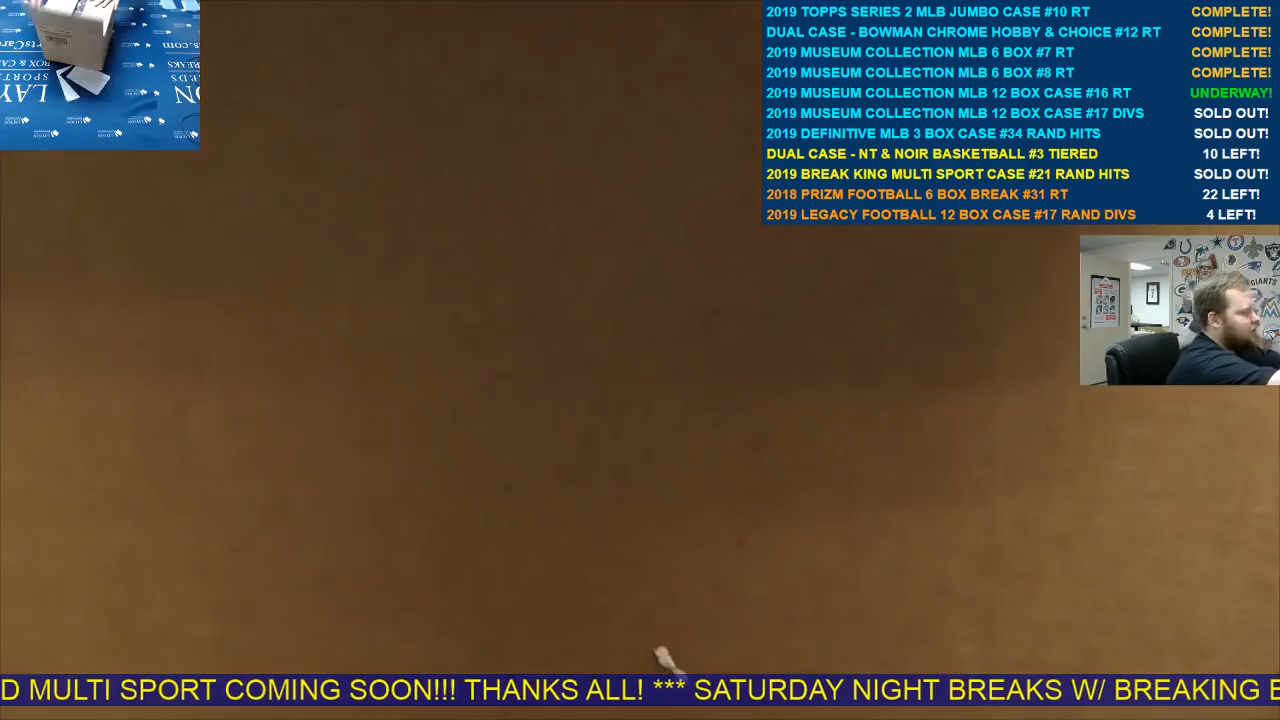 2019 TOPPS SERIES 2 MLB JUMBO CASE #10 RT COMPLETE!
DUAL CASE - BOWMAN CHROME HOBBY & CHOICE #12 RT COMPLETE!
2019 MUSEUM COLLECTION MLB 6 BOX #7 RT COMPLETE!
2019 MUSEUM COLLECTION MLB 6 BOX #8 RT COMPLETE!
2019 MUSEUM COLLECTION MLB 12 BOX CASE #16 RT UNDERWAY!
2019 MUSEUM COLLECTION MLB 12 BOX CASE #17 DIVS SOLD OUT!
2019 DEFINITIVE MLB 3 BOX CASE #34 RAND HITS SOLD OUT!
DUAL CASE - NT & NOIR BASKETBALL #3 TIERED 10 LEFT!
2019 BREAK KING MULTI SPORT CASE #21 RAND HITS SOLD OUT!
2018 PRIZM FOOTBALL 6 BOX BREAK #31 RT 22 LEFT!
2019 LEGACY FOOTBALL 12 BOX CASE #17 RAND DIVS 4 LEFT!
GIANTS
D MULTI SPORT COMING SOON!!! THANKS ALL! *** SATURDAY NIGHT BREAKS W/ BREAKING